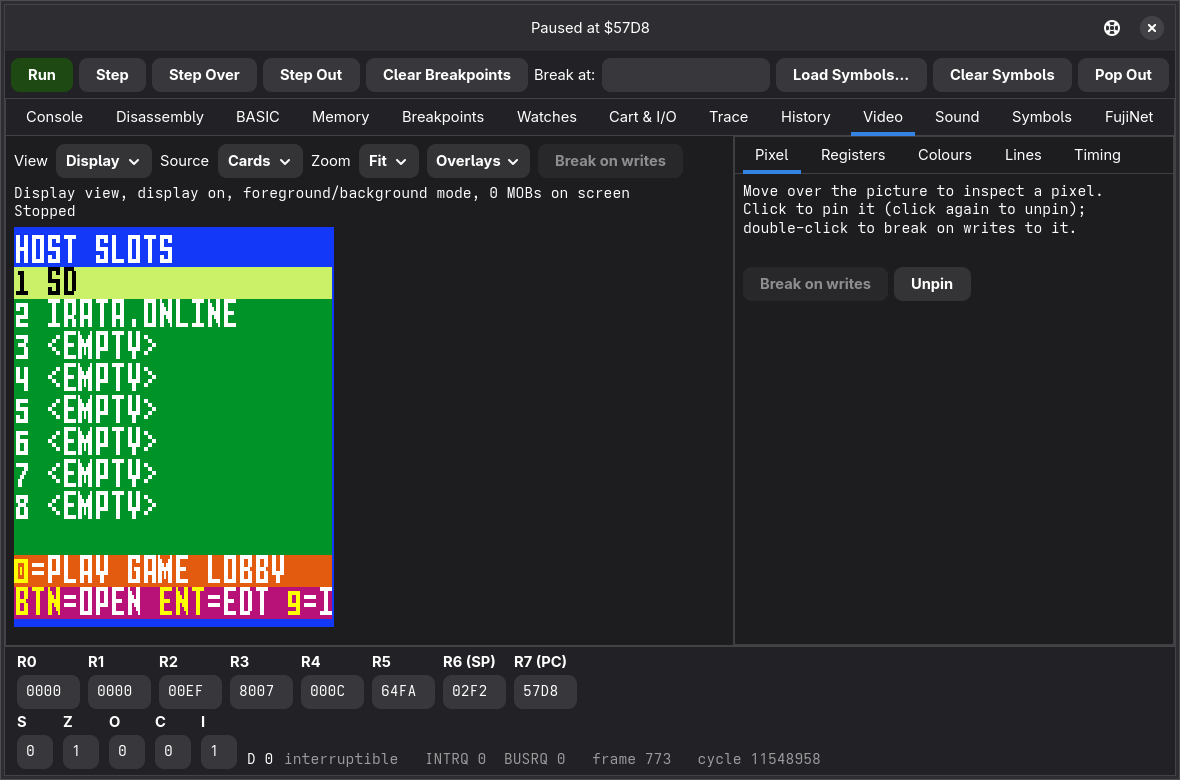 Paused at $57D8
Run Step Step Over Step Out Clear Breakpoints Break at: Load Symbols... Clear Symbols Pop Out
Console Disassembly BASIC Memory Breakpoints Watches Cart & I/O Trace History Video Sound Symbols FujiNet
View Display Source Cards Zoom Fit Overlays Break on writes
Display view, display on, foreground/background mode, 0 MOBs on screen
Stopped
HOST SLOTS
1 SD
2 IRATA.ONLINE
3 <EMPTY>
4 <EMPTY>
5 <EMPTY>
6 <EMPTY>
7 <EMPTY>
8 <EMPTY>
0=PLAY GAME LOBBY
BTN=OPEN ENT=EDT 9=I
Pixel Registers Colours Lines Timing
Move over the picture to inspect a pixel.
Click to pin it (click again to unpin);
double-click to break on writes to it.
Break on writes Unpin
R0 R1 R2 R3 R4 R5 R6 (SP) R7 (PC)
0000 0000 00EF 8007 000C 64FA 02F2 57D8
S Z O C I
0 1 0 0 1 D 0 interruptible INTRQ 0 BUSRQ 0 frame 773 cycle 11548958